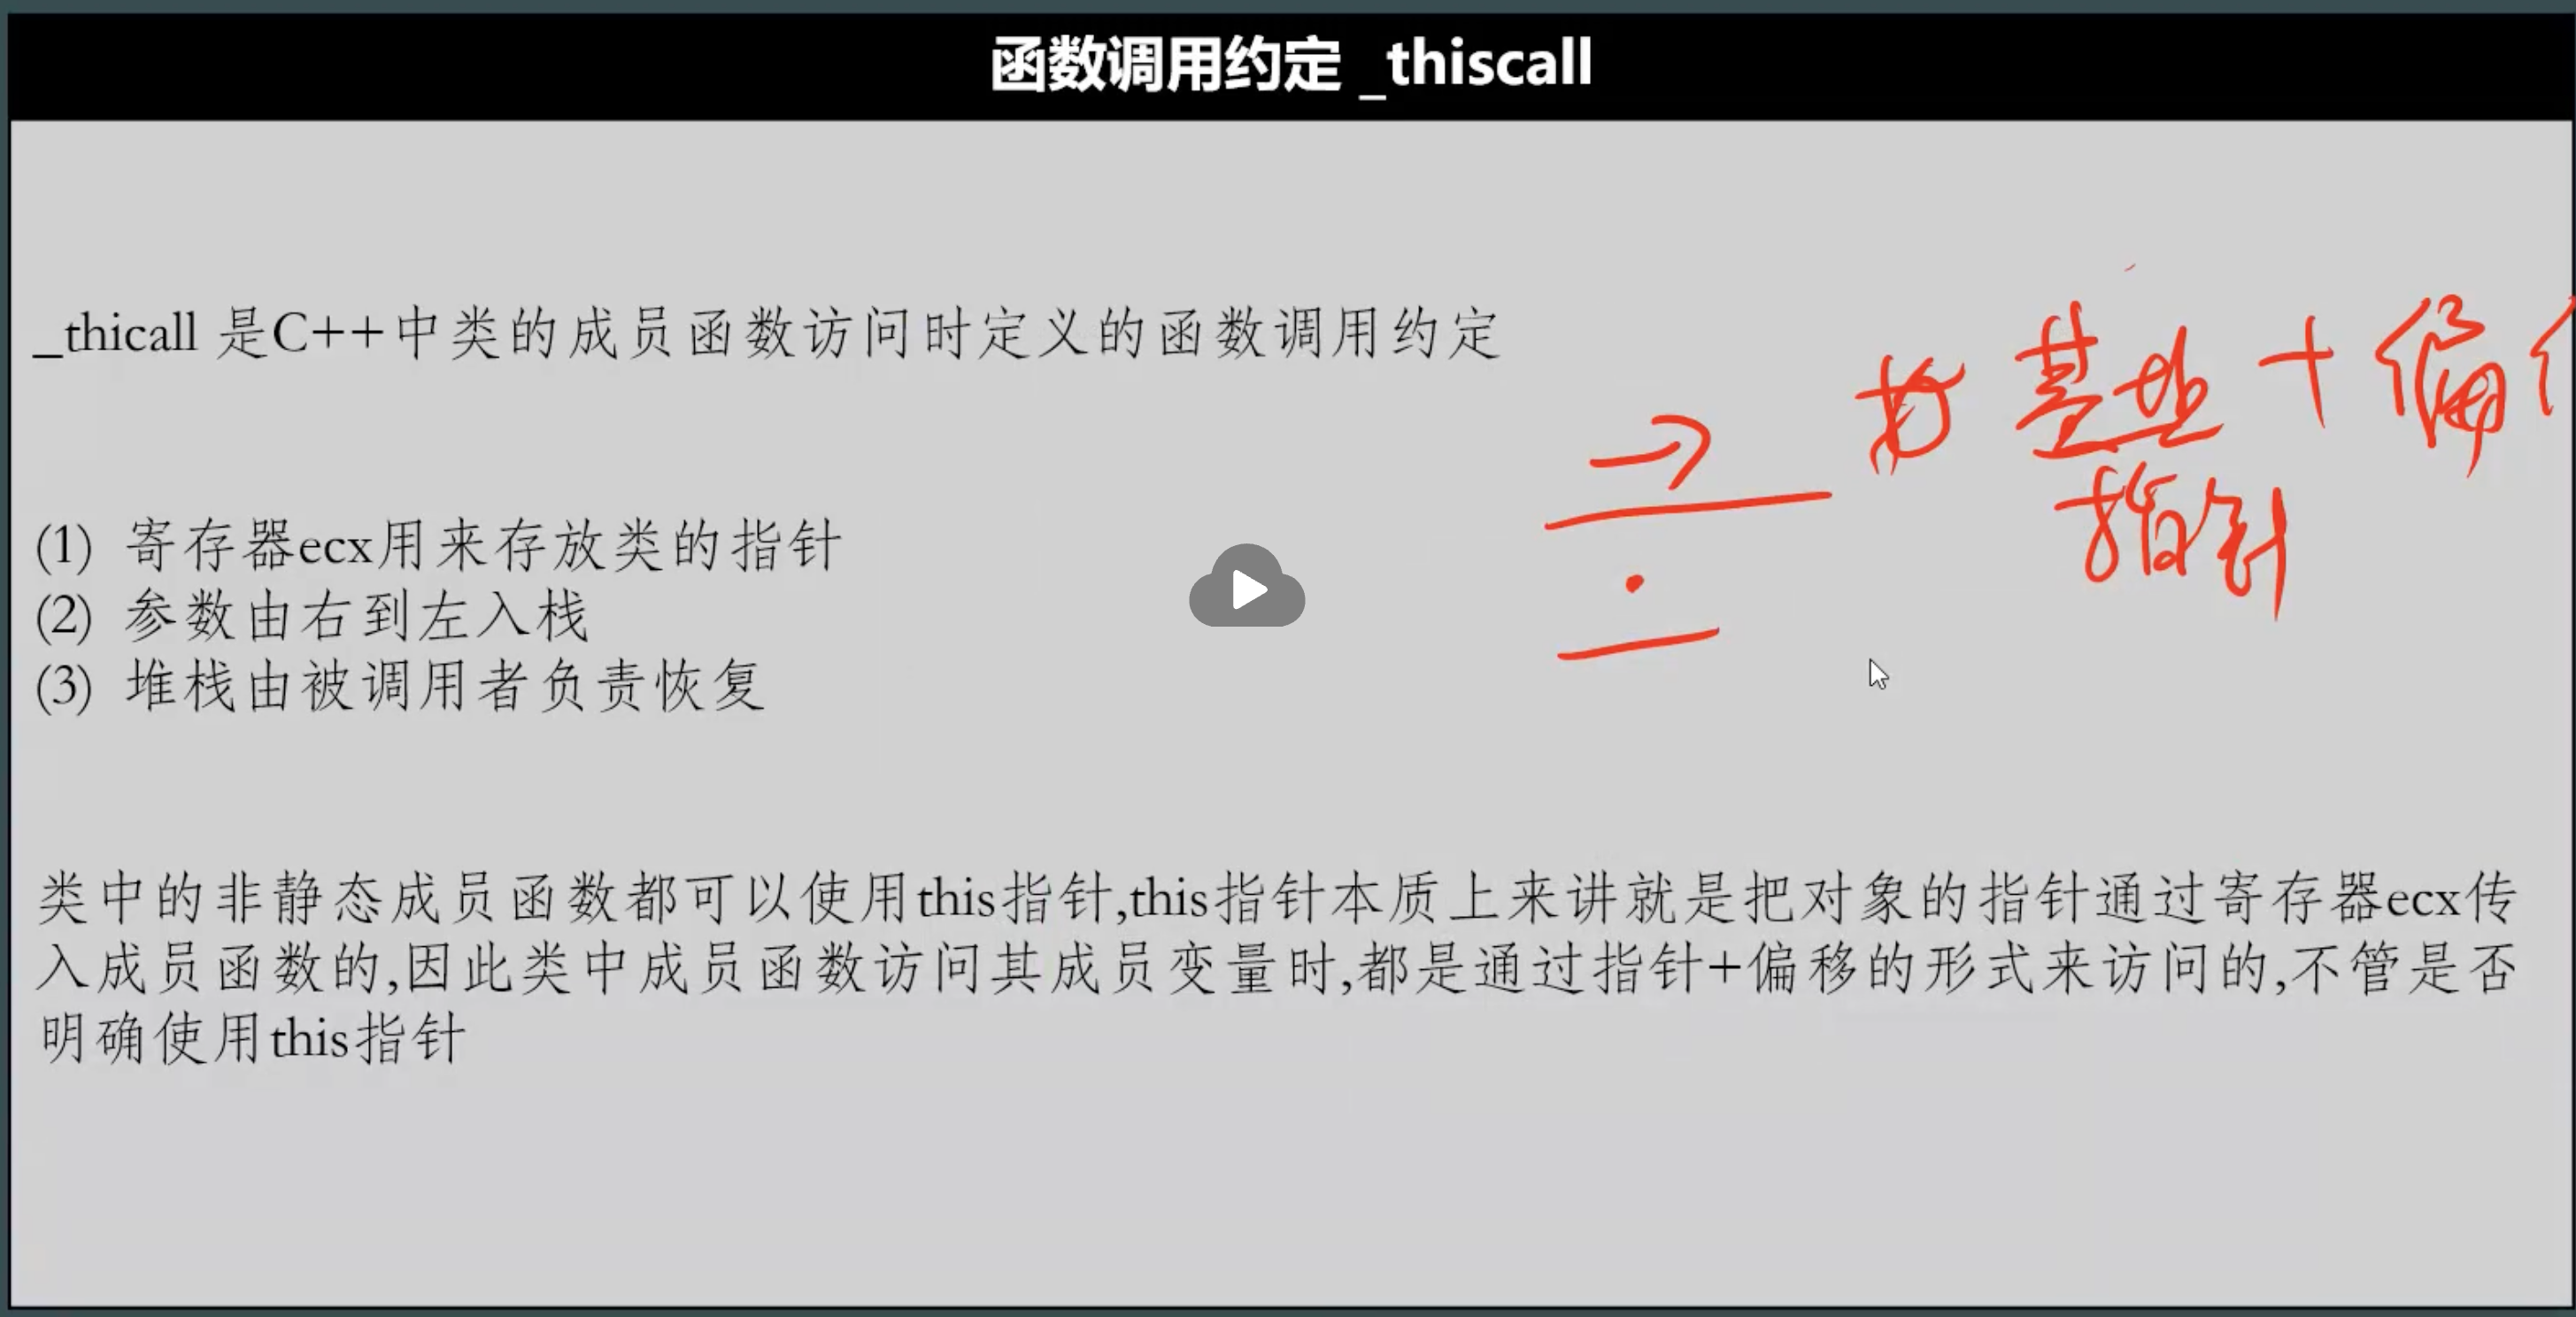 函数调用约定 _thiscall
_thicall 是C++中类的成员函数访问时定义的函数调用约定
基址 + 偏
指针
(1) 寄存器ecx用来存放类的指针
(2) 参数由右到左入栈
(3) 堆栈由被调用者负责恢复
类中的非静态成员函数都可以使用this指针,this指针本质上来讲就是把对象的指针通过寄存器ecx传
入成员函数的,因此类中成员函数访问其成员变量时,都是通过指针+偏移的形式来访问的,不管是否
明确使用this指针